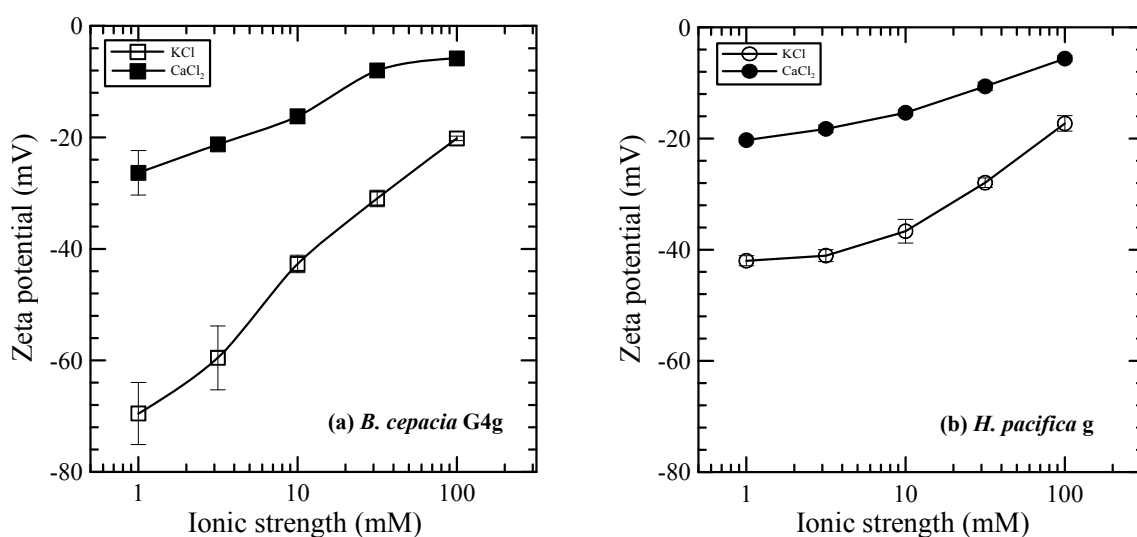 0
-20
-40
-60
-80
Zeta potential (mV)
KCl
CaCl₂
(a) B. cepacia G4g
1 10 100
Ionic strength (mM)
0
-20
-40
-60
-80
Zeta potential (mV)
KCl
CaCl₂
(b) H. pacifica g
1 10 100
Ionic strength (mM)